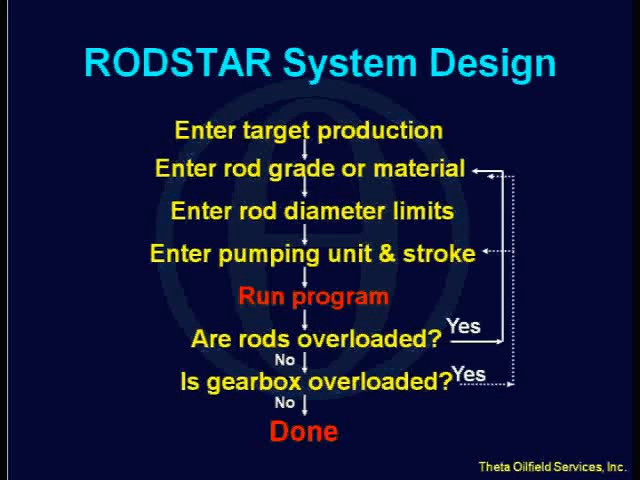 RODSTAR System Design
Enter target production
Enter rod grade or material
Enter rod diameter limits
Enter pumping unit & stroke
Run program
Are rods overloaded? Yes
No
Is gearbox overloaded? Yes
No
Done
Theta Oilfield Services, Inc.